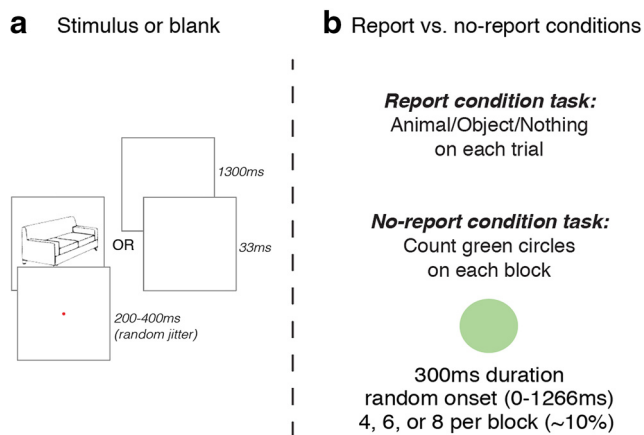 a Stimulus or blank
1300ms
OR
33ms
200-400ms
(random jitter)
b Report vs. no-report conditions
Report condition task:
Animal/Object/Nothing
on each trial
No-report condition task:
Count green circles
on each block
300ms duration
random onset (0-1266ms)
4, 6, or 8 per block (~10%)